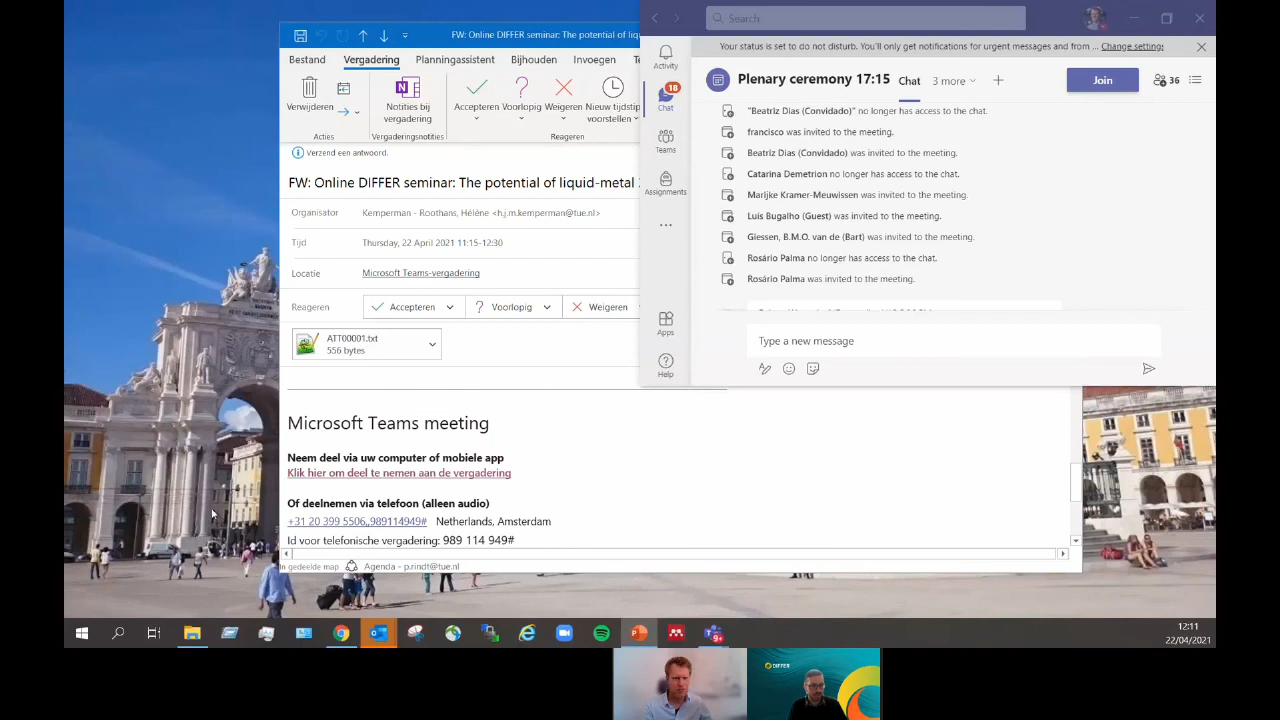 FW: Online DIFFER seminar: The potential of liqu
Bestand
Vergadering
Planningassistent
Bijhouden
Invoegen
Verwijderen
Notities bij
vergadering
Accepteren
Voorlopig
Weigeren
Nieuw tijdstip
voorstellen
Acties
Vergaderingsnotities
Reageren
Verzend een antwoord.
FW: Online DIFFER seminar: The potential of liquid-metal
Organisator
Kemperman - Roothans, Hélène <h.j.m.kemperman@tue.nl>
Tijd
Thursday, 22 April 2021 11:15-12:30
Locatie
Microsoft Teams-vergadering
Reageren
Accepteren
Voorlopig
Weigeren
ATT00001.txt
556 bytes
Microsoft Teams meeting
Neem deel via uw computer of mobiele app
Klik hier om deel te nemen aan de vergadering
Of deelnemen via telefoon (alleen audio)
+31 20 399 5506,,989114949# Netherlands, Amsterdam
Id voor telefonische vergadering: 989 114 949#
In gedeelde map
Agenda - p.rindt@tue.nl
Search
Your status is set to do not disturb. You'll only get notifications for urgent messages and from ... Change settings
Activity
18
Chat
Teams
Assignments
Apps
Help
Plenary ceremony 17:15
Chat
3 more
Join
36
"Beatriz Dias (Convidado)" no longer has access to the chat.
francisco was invited to the meeting.
Beatriz Dias (Convidado) was invited to the meeting.
Catarina Demetrion no longer has access to the chat.
Marijke Kramer-Meuwissen was invited to the meeting.
Luís Bugalho (Guest) was invited to the meeting.
Giessen, B.M.O. van de (Bart) was invited to the meeting.
Rosário Palma no longer has access to the chat.
Rosário Palma was invited to the meeting.
Type a new message
9+
12:11
22/04/2021
DIFFER